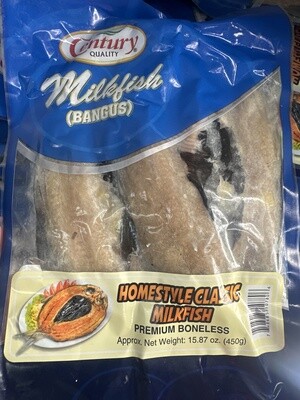 Century
QUALITY
Milkfish
(BANGUS)
HOMESTYLE CLASSIC
MILKFISH
PREMIUM BONELESS
Approx. Net Weight: 15.87 oz. (450g)